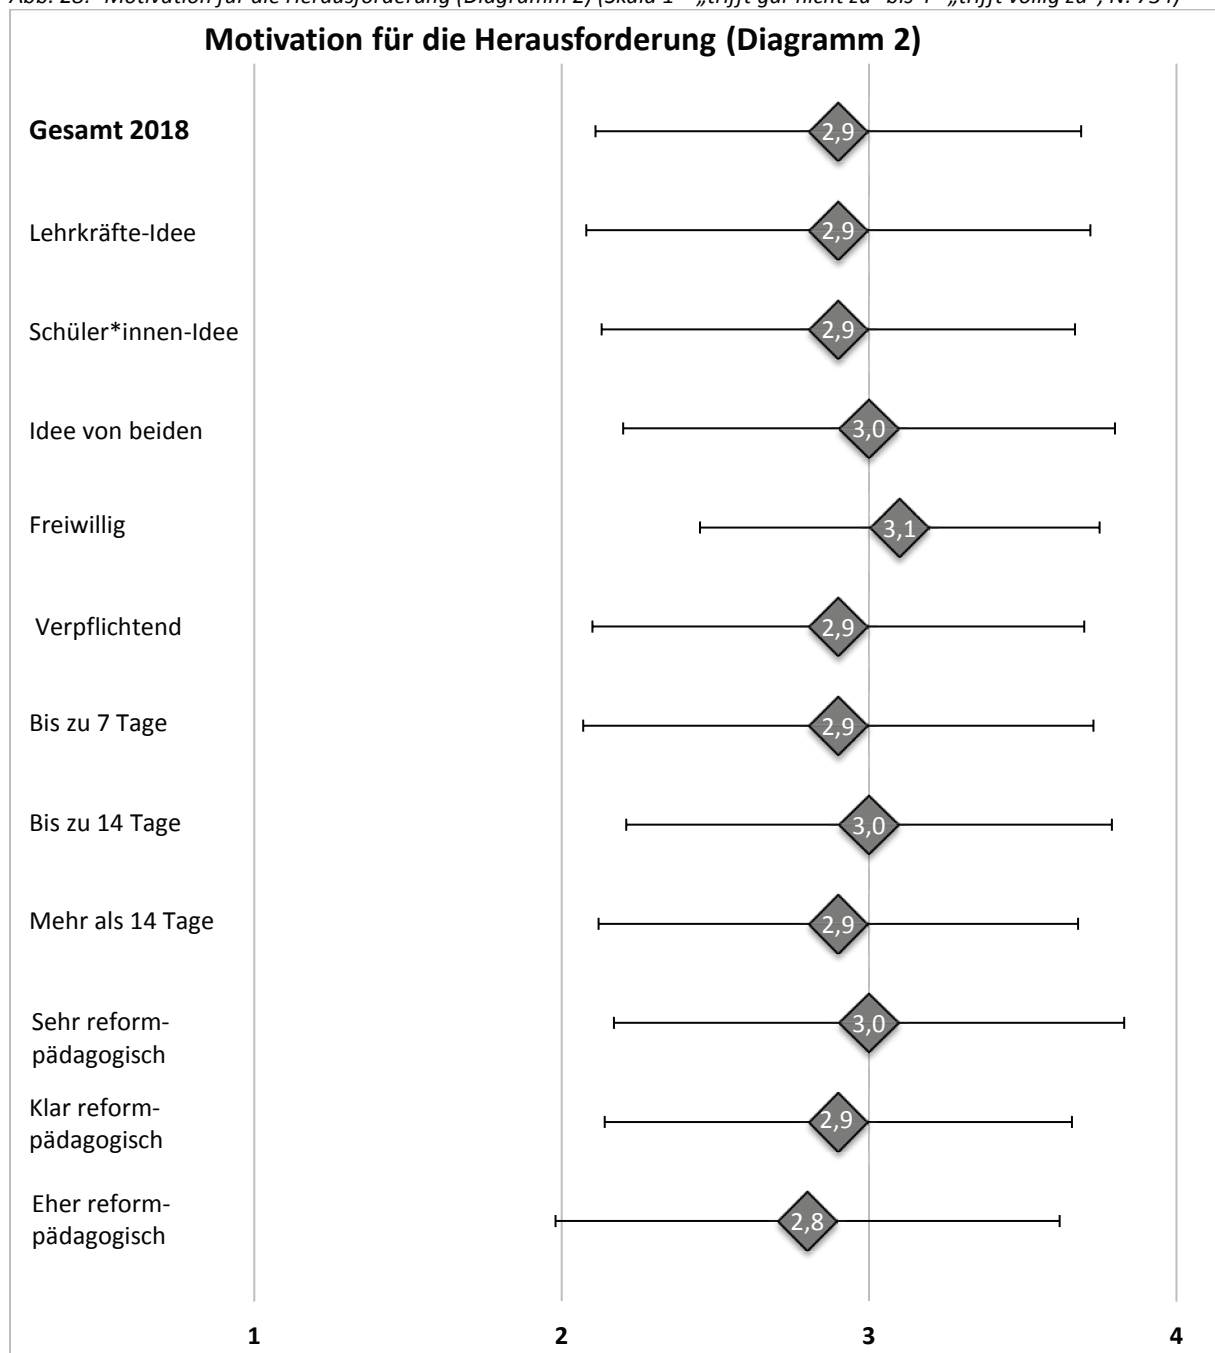 Motivation für die Herausforderung (Diagramm 2)
Gesamt 2018
2,9
Lehrkräfte-Idee
2,9
Schüler*innen-Idee
2,9
Idee von beiden
3,0
Freiwillig
3,1
Verpflichtend
2,9
Bis zu 7 Tage
2,9
Bis zu 14 Tage
3,0
Mehr als 14 Tage
2,9
Sehr reform-
pädagogisch
3,0
Klar reform-
pädagogisch
2,9
Eher reform-
pädagogisch
2,8
1 2 3 4